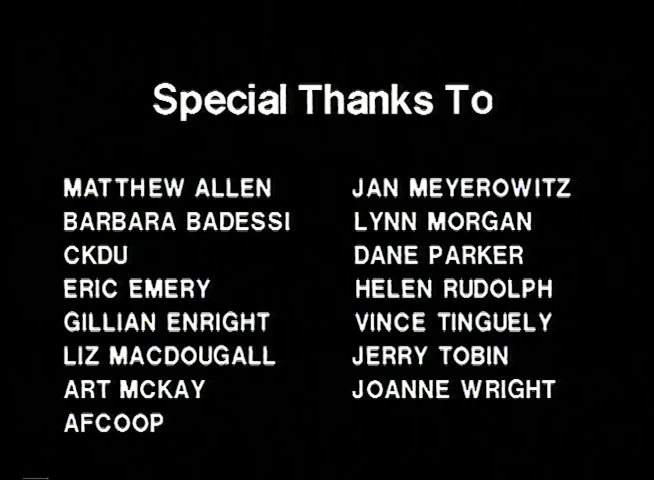 Special Thanks To
MATTHEW ALLEN
BARBARA BADESSI
CKDU
ERIC EMERY
GILLIAN ENRIGHT
LIZ MACDOUGALL
ART MCKAY
AFCOOP
JAN MEYEROWITZ
LYNN MORGAN
DANE PARKER
HELEN RUDOLPH
VINCE TINGUELY
JERRY TOBIN
JOANNE WRIGHT